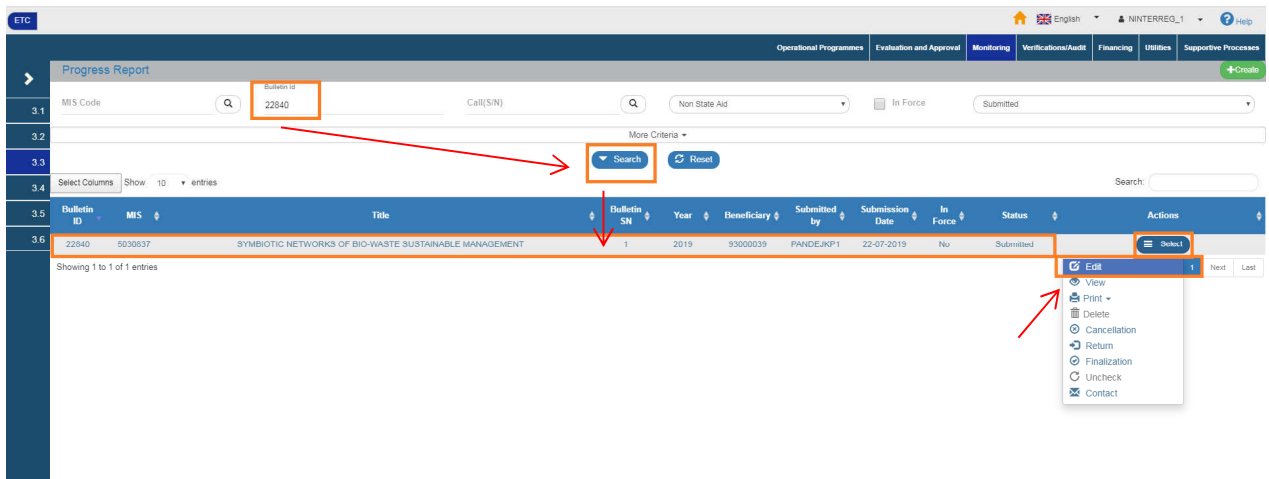 ETC English NINTERREG_1 Help
Operational Programmes Evaluation and Approval Monitoring Verifications/Audit Financing Utilities Supportive Processes
Progress Report +Create
Bulletin Id
MIS Code 22840 Call(S/N) Non State Aid In Force Submitted
3.1
More Criteria
3.2
Search Reset
3.3
Select Columns Show 10 entries Search:
3.4
Bulletin ID MIS Title Bulletin SN Year Beneficiary Submitted by Submission Date In Force Status Actions
3.5
22840 5030837 SYMBIOTIC NETWORKS OF BIO-WASTE SUSTAINABLE MANAGEMENT 1 2019 93000039 PANDEJKP1 22-07-2019 No Submitted Select
3.6
Showing 1 to 1 of 1 entries 1 Next Last
Edit
View
Print
Delete
Cancellation
Return
Finalization
Uncheck
Contact